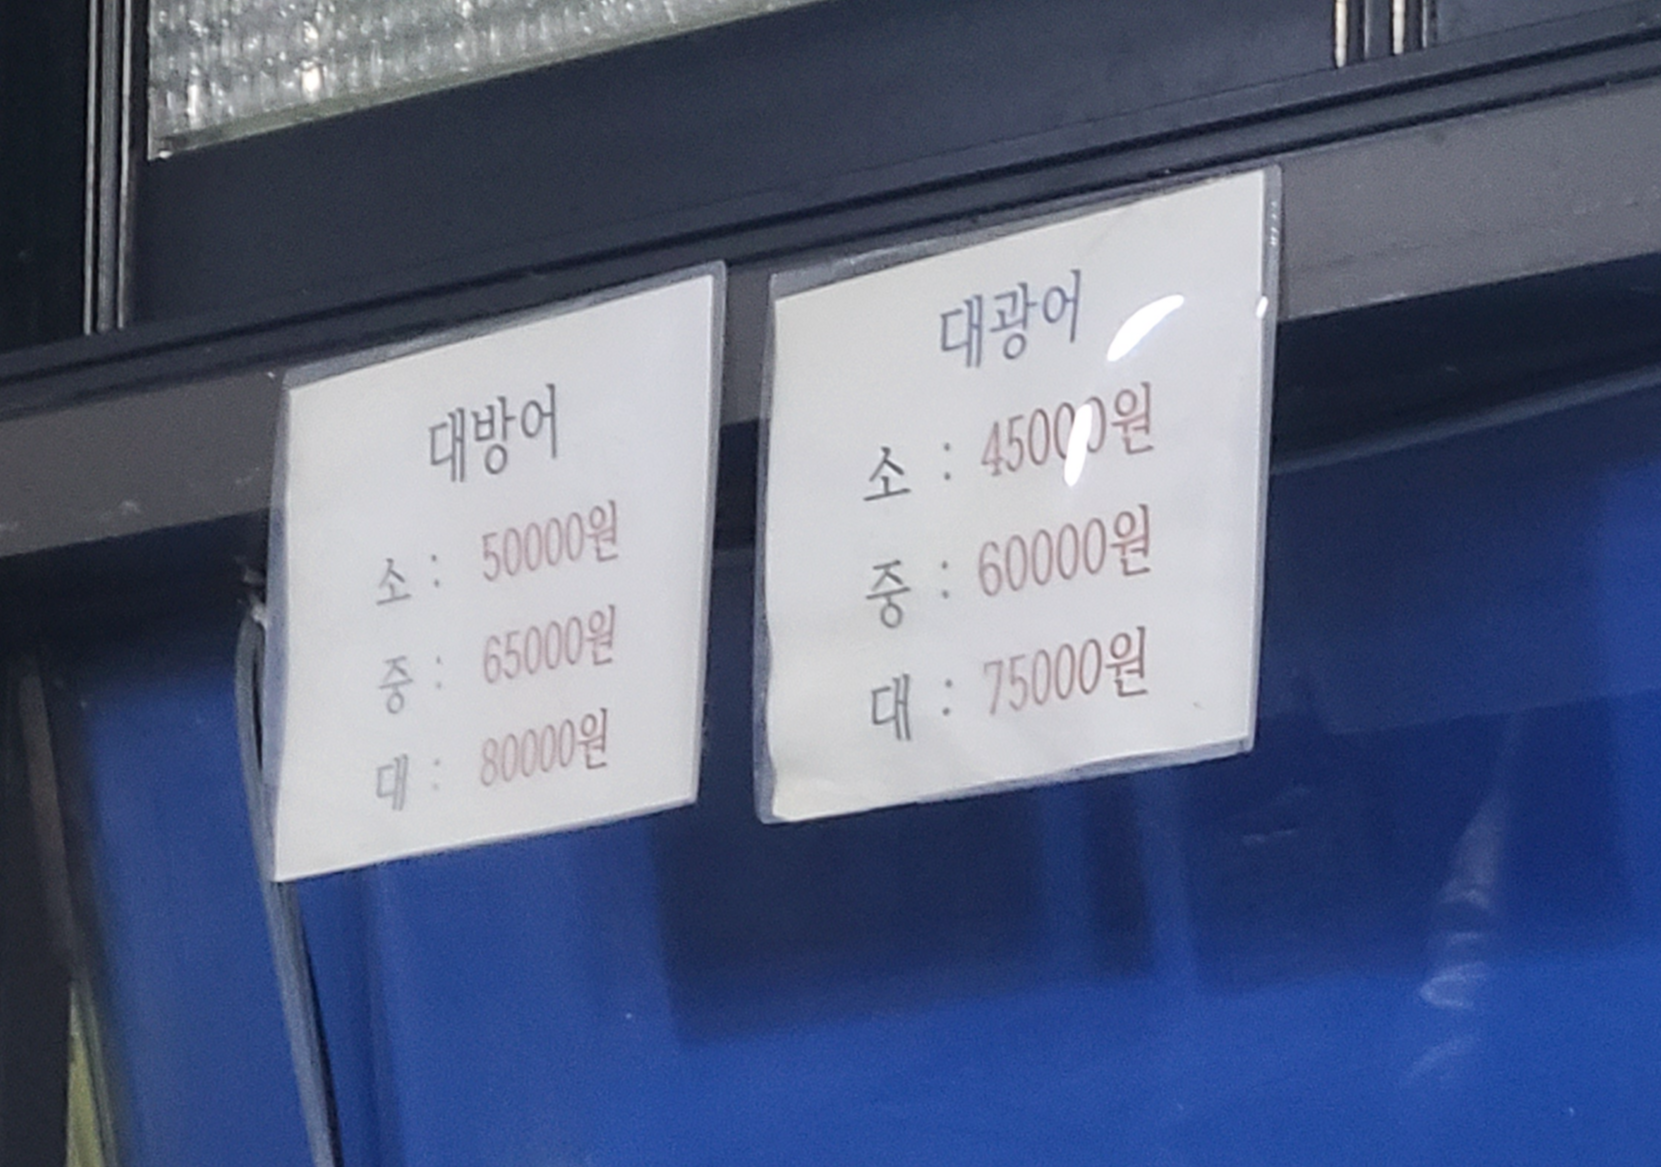 대방어
소 : 50000원
중 : 65000원
대 : 80000원
대광어
소 : 45000원
중 : 60000원
대 : 75000원